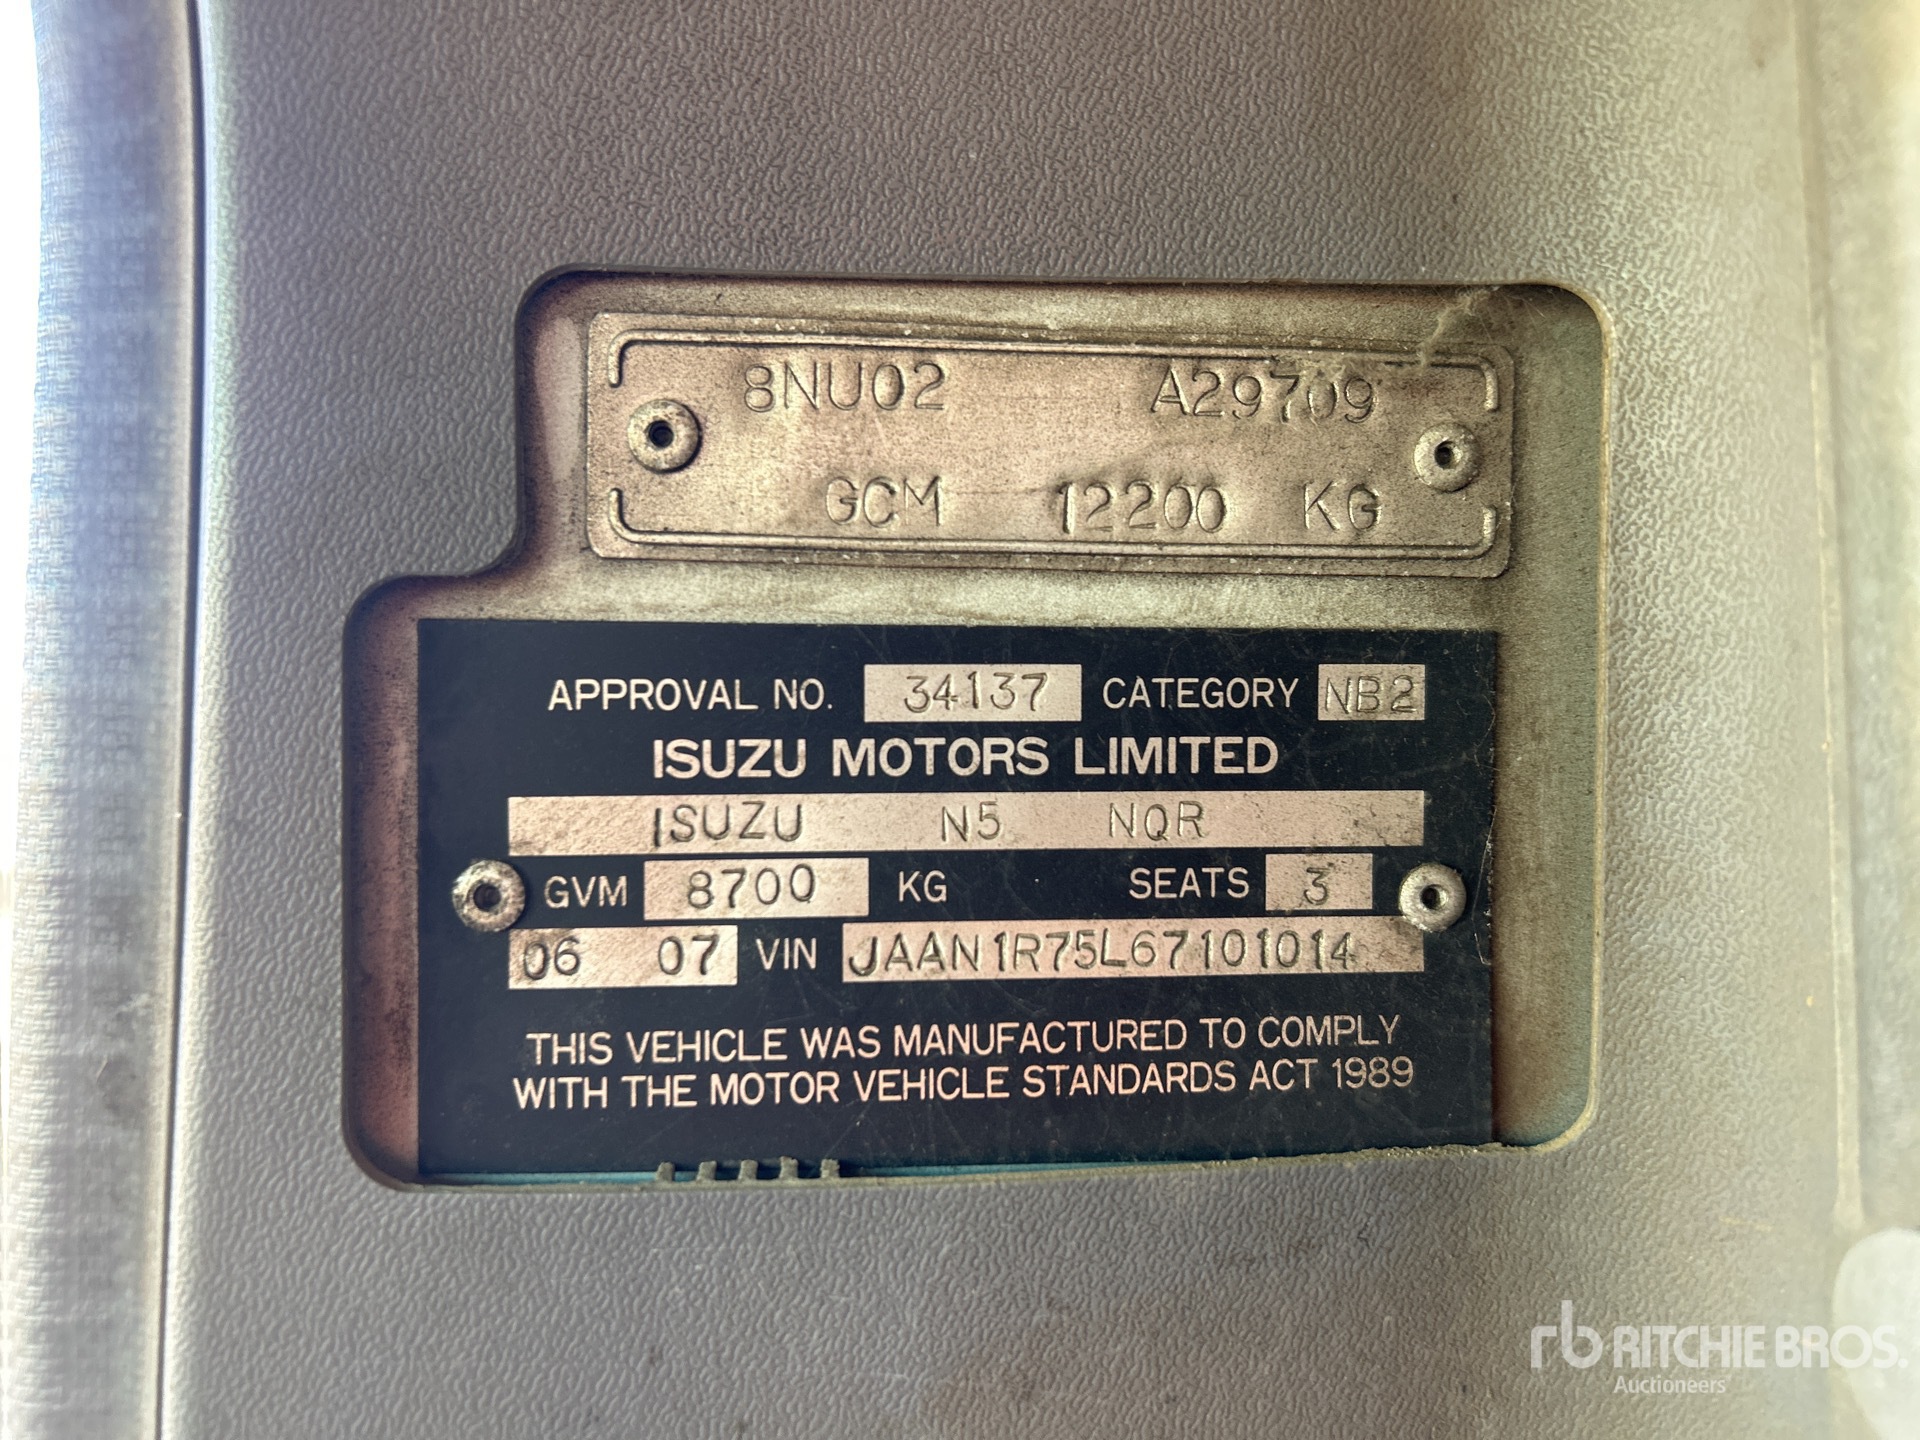 8NU02 A29709
GCM 12200 KG
APPROVAL NO. 34137 CATEGORY NB2
ISUZU MOTORS LIMITED
ISUZU N5 NQR
GVM 8700 KG SEATS 3
06 07 VIN JAAN1R75L67101014
THIS VEHICLE WAS MANUFACTURED TO COMPLY
WITH THE MOTOR VEHICLE STANDARDS ACT 1989
rb RITCHIE BROS.
Auctioneers